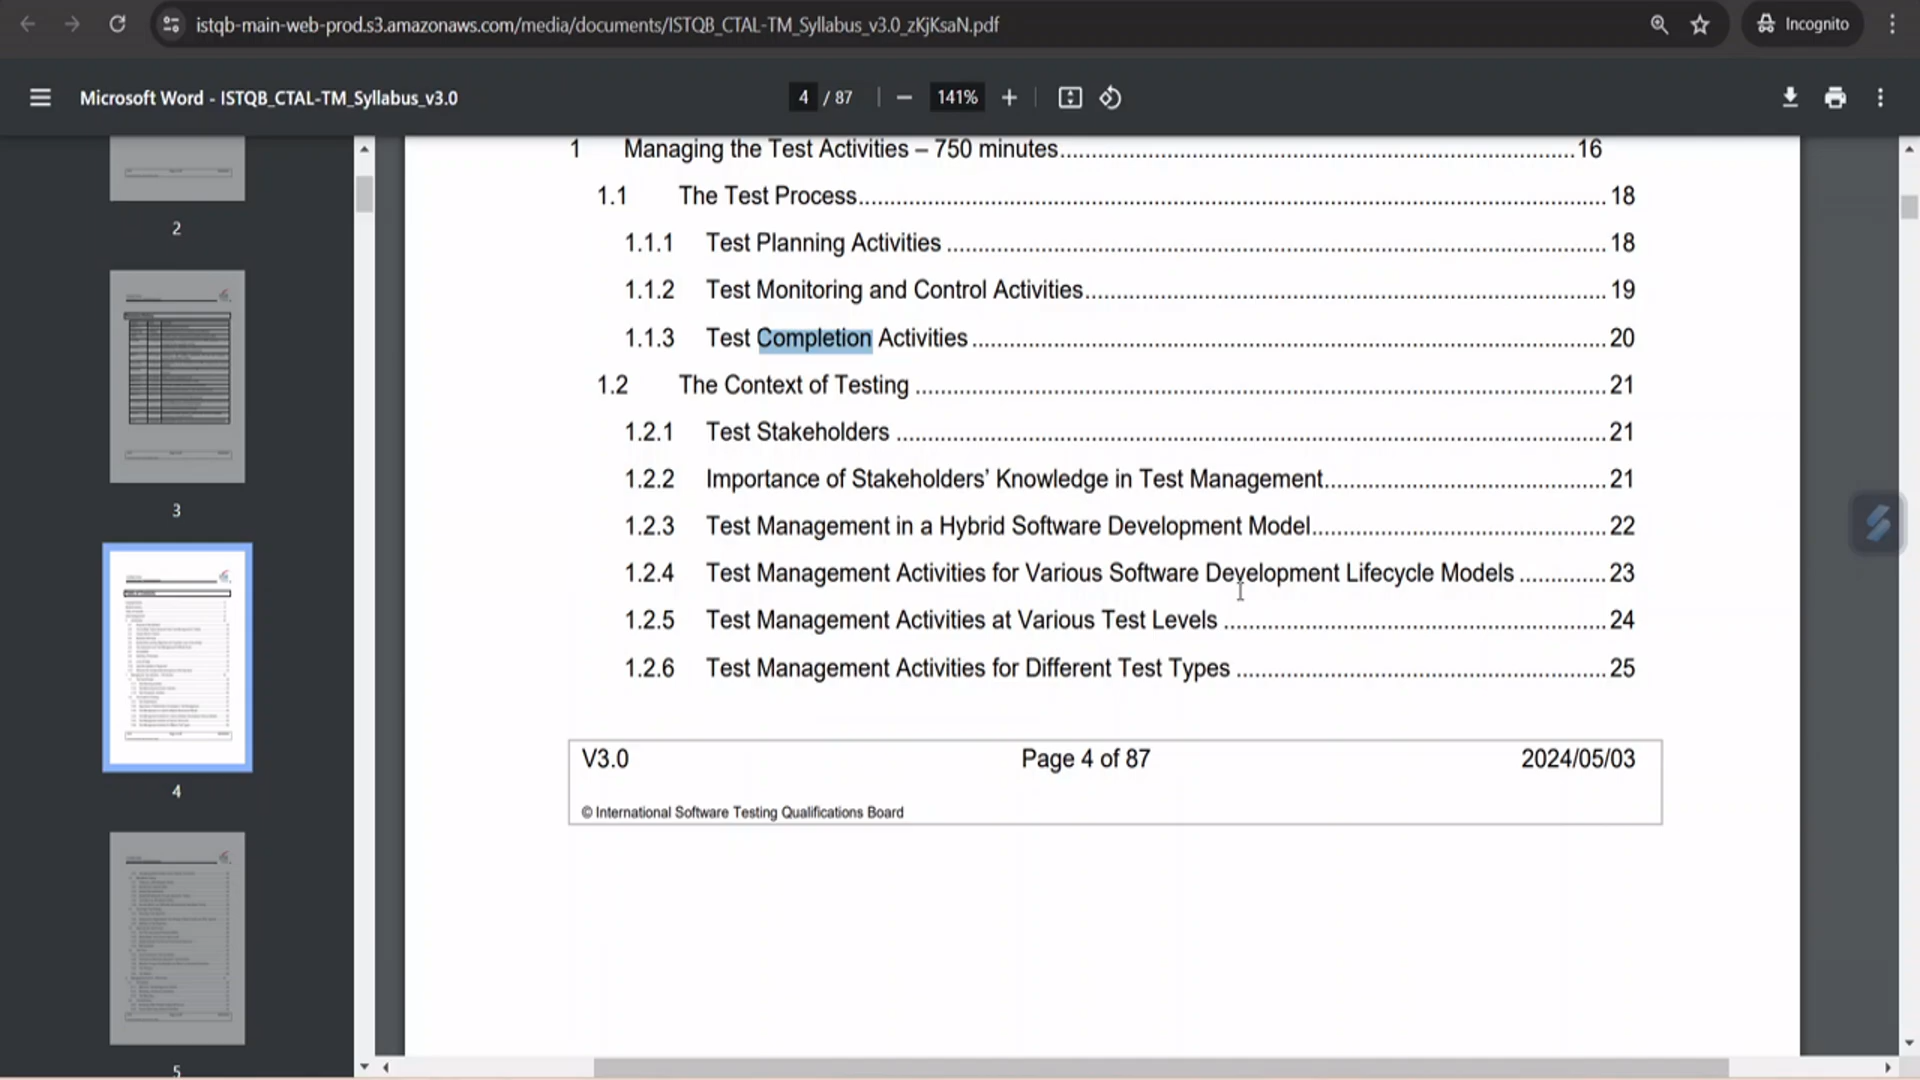 istqb-main-web-prod.s3.amazonaws.com/media/documents/ISTQB_CTAL-TM_Syllabus_v3.0_zKjKsaN.pdf
Incognito
Microsoft Word - ISTQB_CTAL-TM_Syllabus_v3.0
4 / 87
141%
2
3
4
5
1 Managing the Test Activities – 750 minutes 16
1.1 The Test Process 18
1.1.1 Test Planning Activities 18
1.1.2 Test Monitoring and Control Activities 19
1.1.3 Test Completion Activities 20
1.2 The Context of Testing 21
1.2.1 Test Stakeholders 21
1.2.2 Importance of Stakeholders’ Knowledge in Test Management 21
1.2.3 Test Management in a Hybrid Software Development Model 22
1.2.4 Test Management Activities for Various Software Development Lifecycle Models 23
1.2.5 Test Management Activities at Various Test Levels 24
1.2.6 Test Management Activities for Different Test Types 25
V3.0 Page 4 of 87 2024/05/03
© International Software Testing Qualifications Board